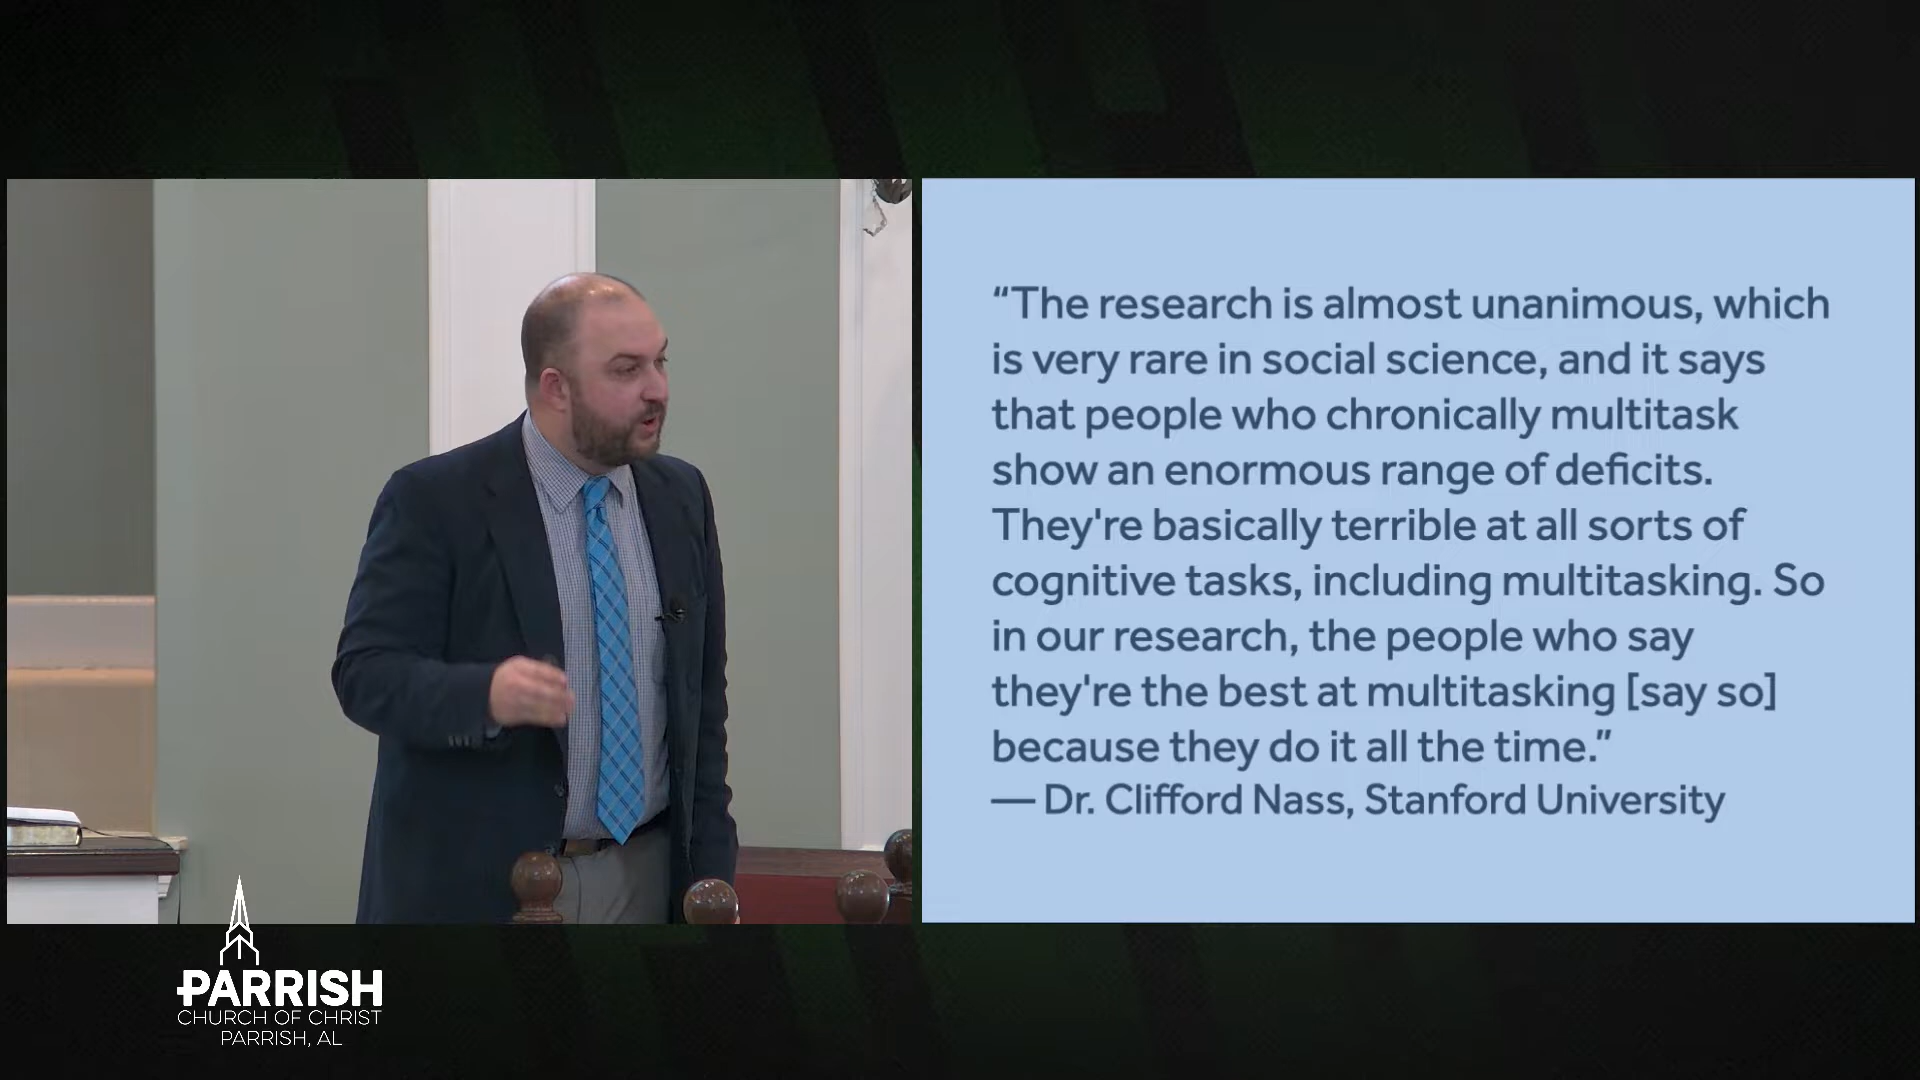 “The research is almost unanimous, which
is very rare in social science, and it says
that people who chronically multitask
show an enormous range of deficits.
They're basically terrible at all sorts of
cognitive tasks, including multitasking. So
in our research, the people who say
they're the best at multitasking [say so]
because they do it all the time.”
— Dr. Clifford Nass, Stanford University
PARRISH
CHURCH OF CHRIST
PARRISH, AL